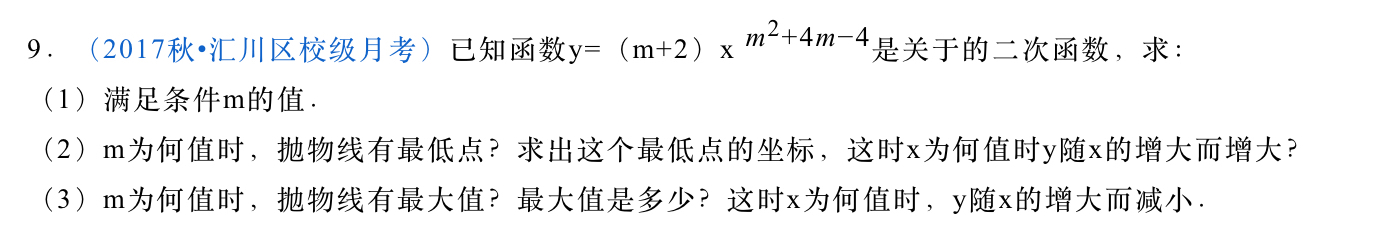 9．（2017秋•汇川区校级月考）已知函数y=（m+2）x m²+4m−4是关于的二次函数，求：
（1）满足条件m的值．
（2）m为何值时，抛物线有最低点？求出这个最低点的坐标，这时x为何值时y随x的增大而增大？
（3）m为何值时，抛物线有最大值？最大值是多少？这时x为何值时，y随x的增大而减小．